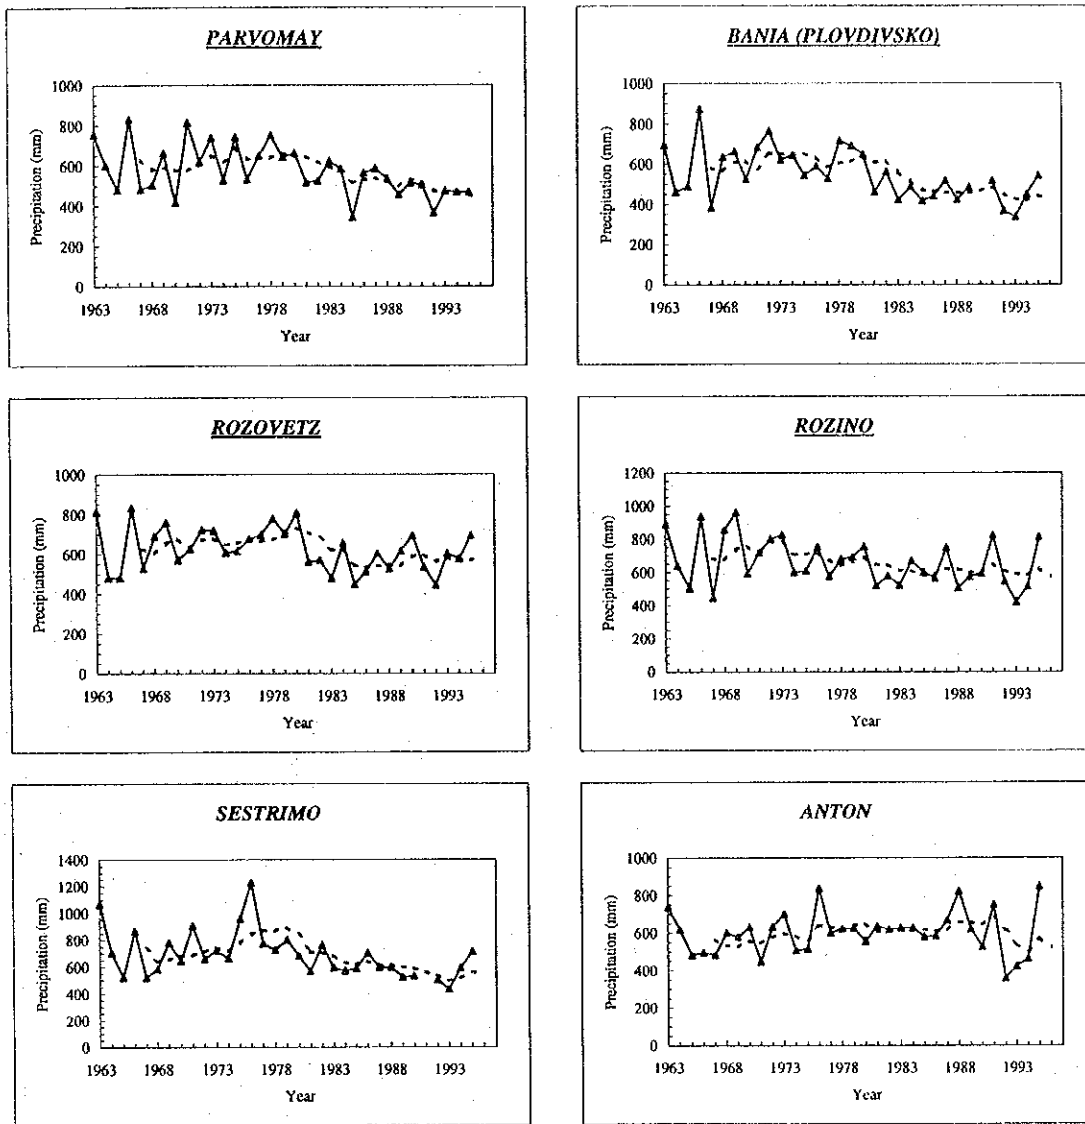 PARVOMAY
Precipitation (mm)
1000
800
600
400
200
0
1963 1968 1973 1978 1983 1988 1993
Year
BANIA (PLOVDIVSKO)
Precipitation (mm)
1000
800
600
400
200
0
1963 1968 1973 1978 1983 1988 1993
Year
ROZOVETZ
Precipitation (mm)
1000
800
600
400
200
0
1963 1968 1973 1978 1983 1988 1993
Year
ROZINO
Precipitation (mm)
1200
1000
800
600
400
200
0
1963 1968 1973 1978 1983 1988 1993
Year
SESTRIMO
Precipitation (mm)
1400
1200
1000
800
600
400
200
0
1963 1968 1973 1978 1983 1988 1993
Year
ANTON
Precipitation (mm)
1000
800
600
400
200
0
1963 1968 1973 1978 1983 1988 1993
Year